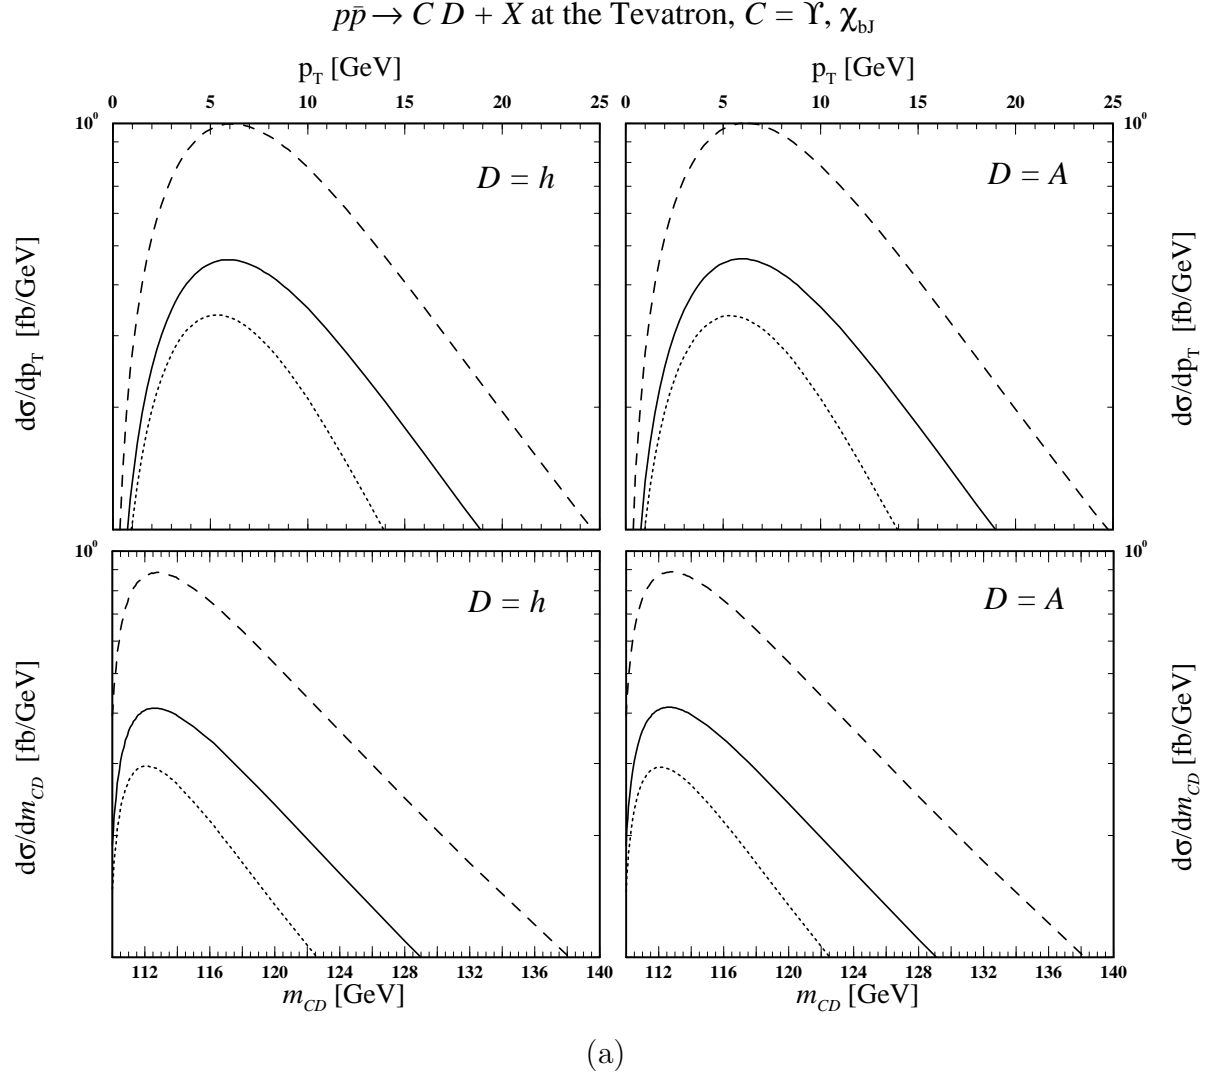 pp̄ → C D + X at the Tevatron, C = ϒ, χbJ
pT [GeV] pT [GeV]
0 5 10 15 20 25 0 5 10 15 20 25
10⁰ 10⁰
D = h D = A
dσ/dpT [fb/GeV] dσ/dpT [fb/GeV]
10⁰ 10⁰
D = h D = A
dσ/dmCD [fb/GeV] dσ/dmCD [fb/GeV]
112 116 120 124 128 132 136 140 112 116 120 124 128 132 136 140
mCD [GeV] mCD [GeV]
(a)